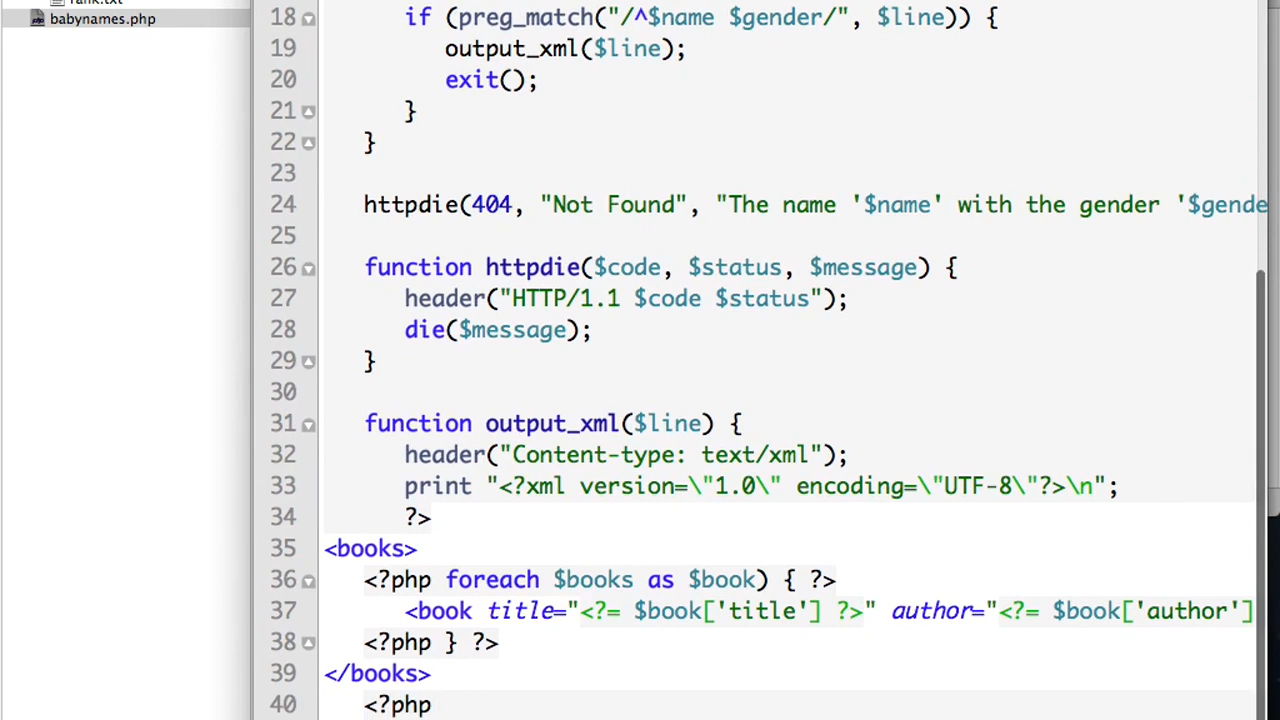 rank.txt
babynames.php
18 if (preg_match("/^$name $gender/", $line)) {
19 output_xml($line);
20 exit();
21 }
22 }
23
24 httpdie(404, "Not Found", "The name '$name' with the gender '$gende
25
26 function httpdie($code, $status, $message) {
27 header("HTTP/1.1 $code $status");
28 die($message);
29 }
30
31 function output_xml($line) {
32 header("Content-type: text/xml");
33 print "<?xml version=\"1.0\" encoding=\"UTF-8\"?>\n";
34 ?>
35 <books>
36 <?php foreach $books as $book) { ?>
37 <book title="<?= $book['title'] ?>" author="<?= $book['author']
38 <?php } ?>
39 </books>
40 <?php